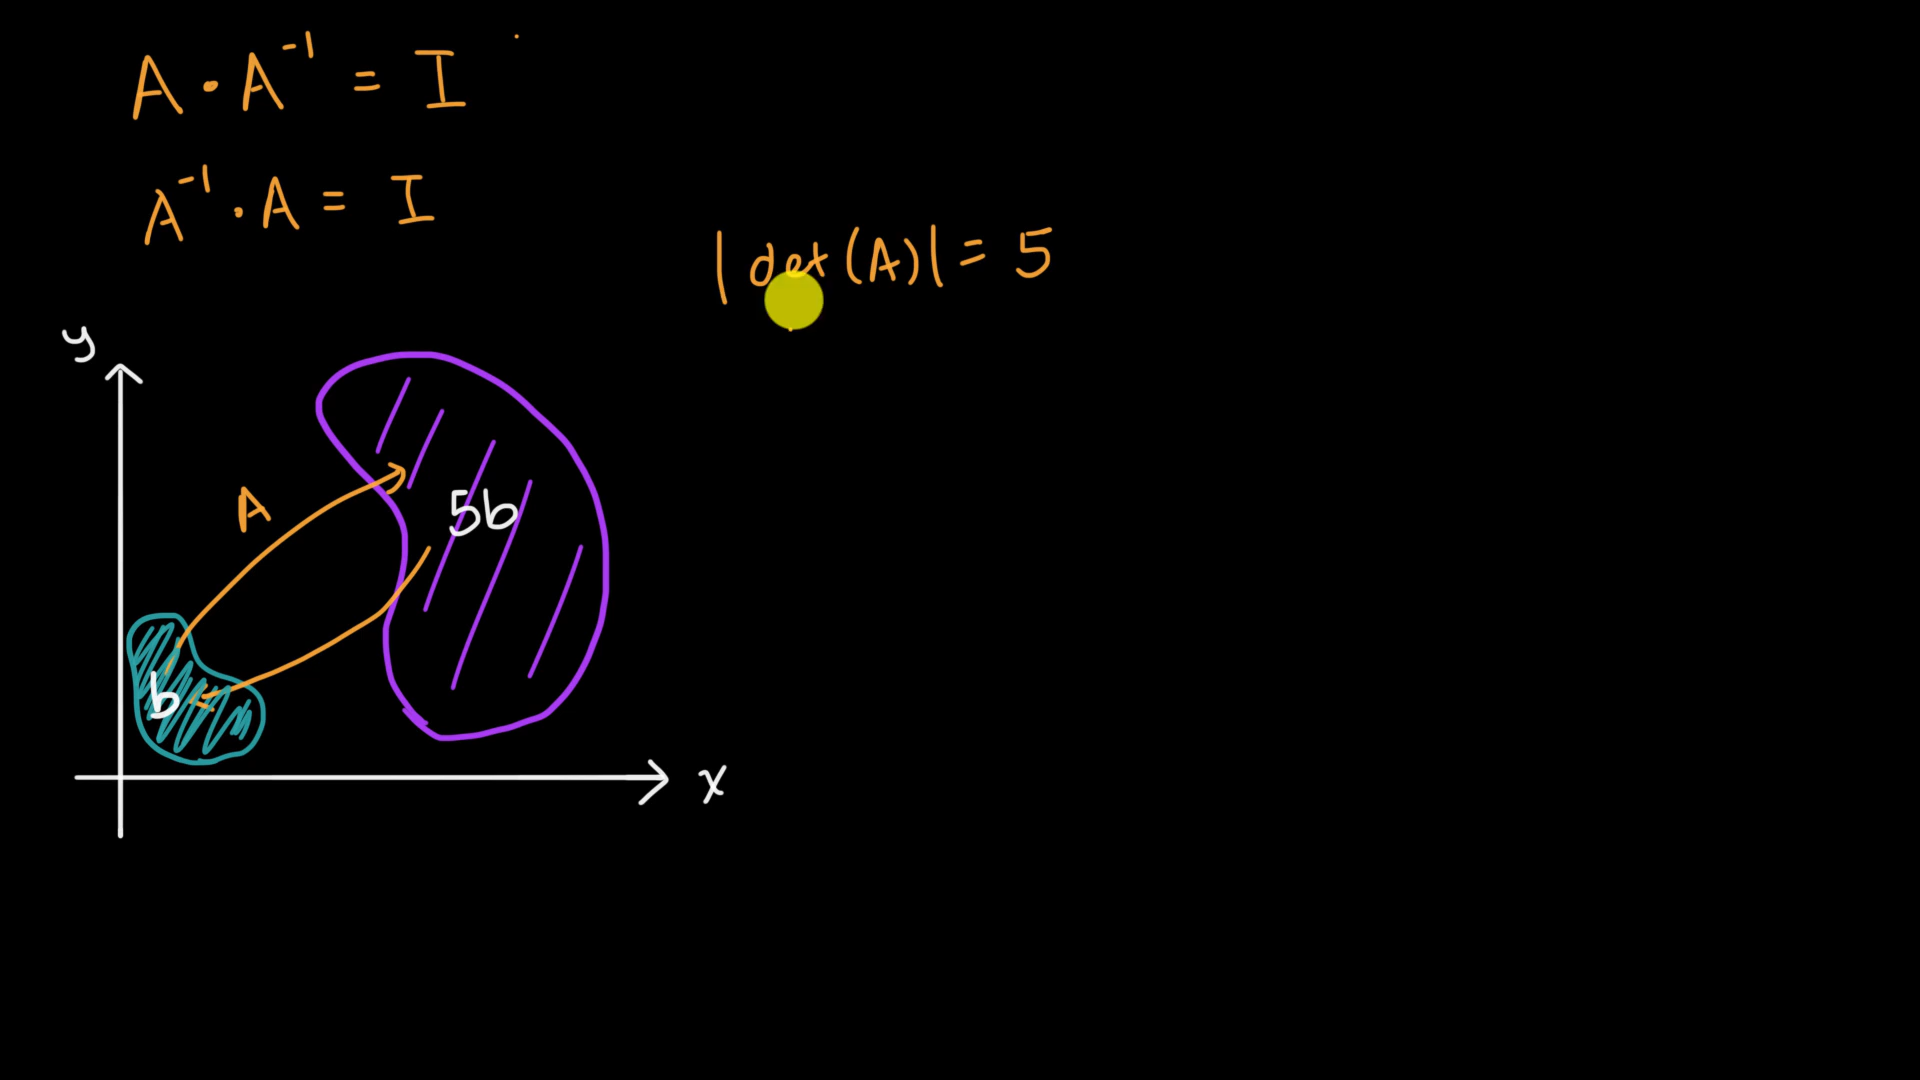 A · A⁻¹ = I
A⁻¹ · A = I
|det(A)| = 5
y
A
5b
b
x